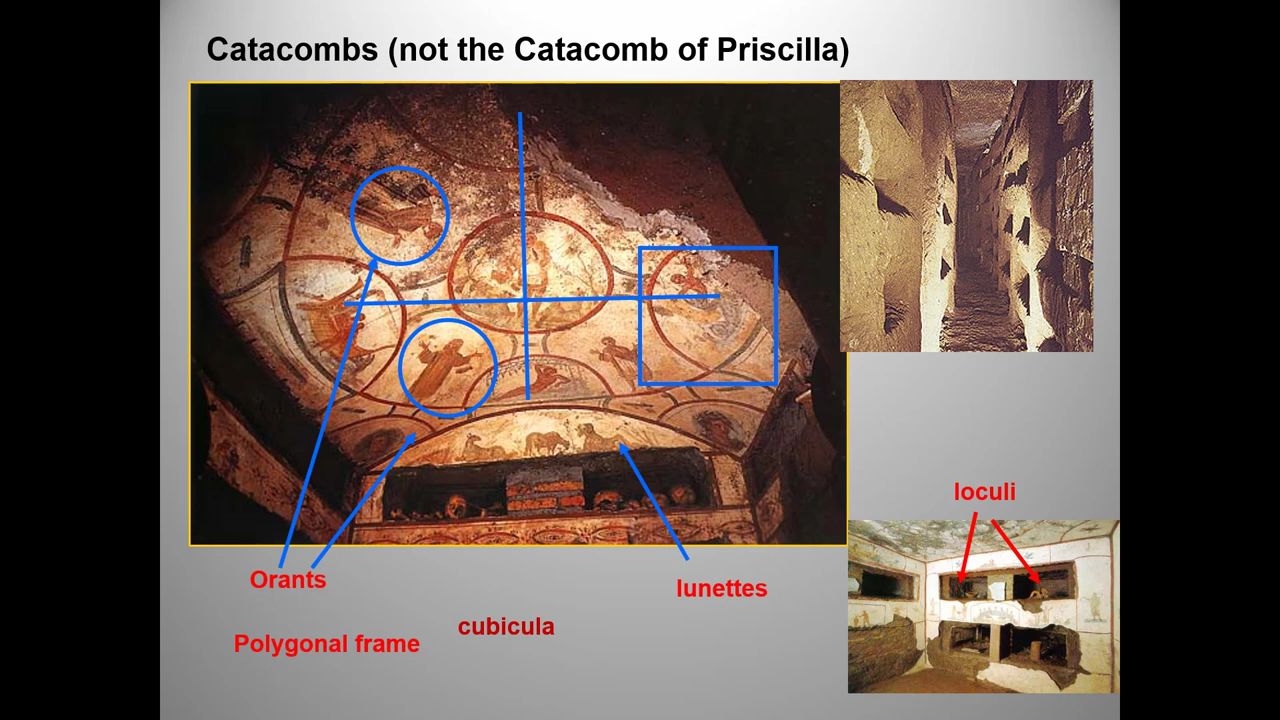 Catacombs (not the Catacomb of Priscilla)
loculi
Orants
lunettes
cubicula
Polygonal frame